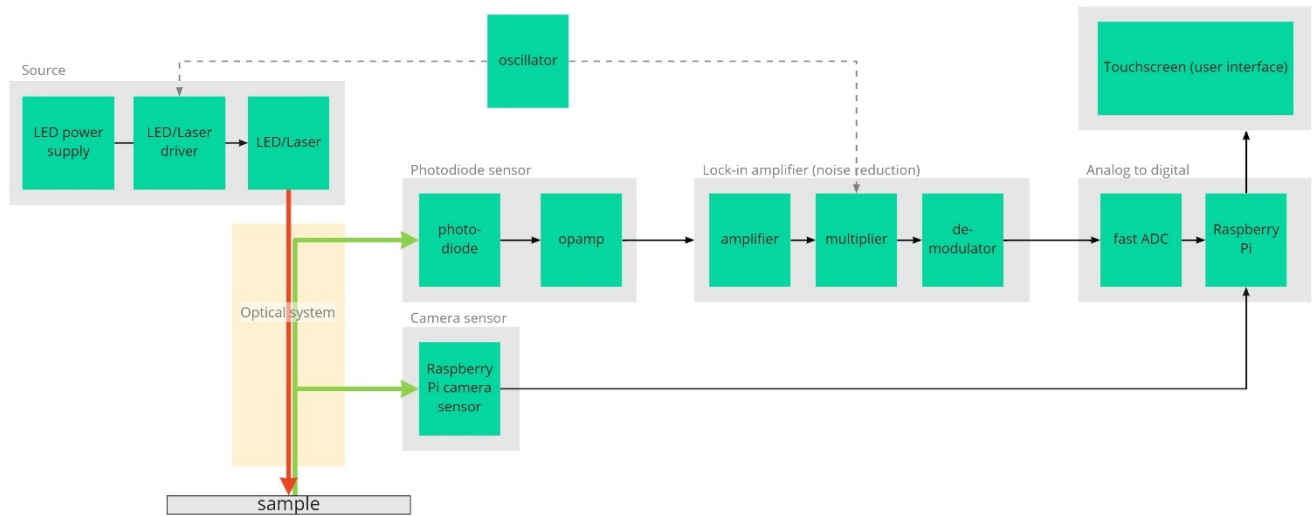 oscillator
Touchscreen (user interface)
Source
LED power
supply
LED/Laser
driver
LED/Laser
Photodiode sensor
photo-
diode
opamp
Lock-in amplifier (noise reduction)
amplifier
multiplier
de-
modulator
Analog to digital
fast ADC
Raspberry
Pi
Optical system
Camera sensor
Raspberry
Pi camera
sensor
sample